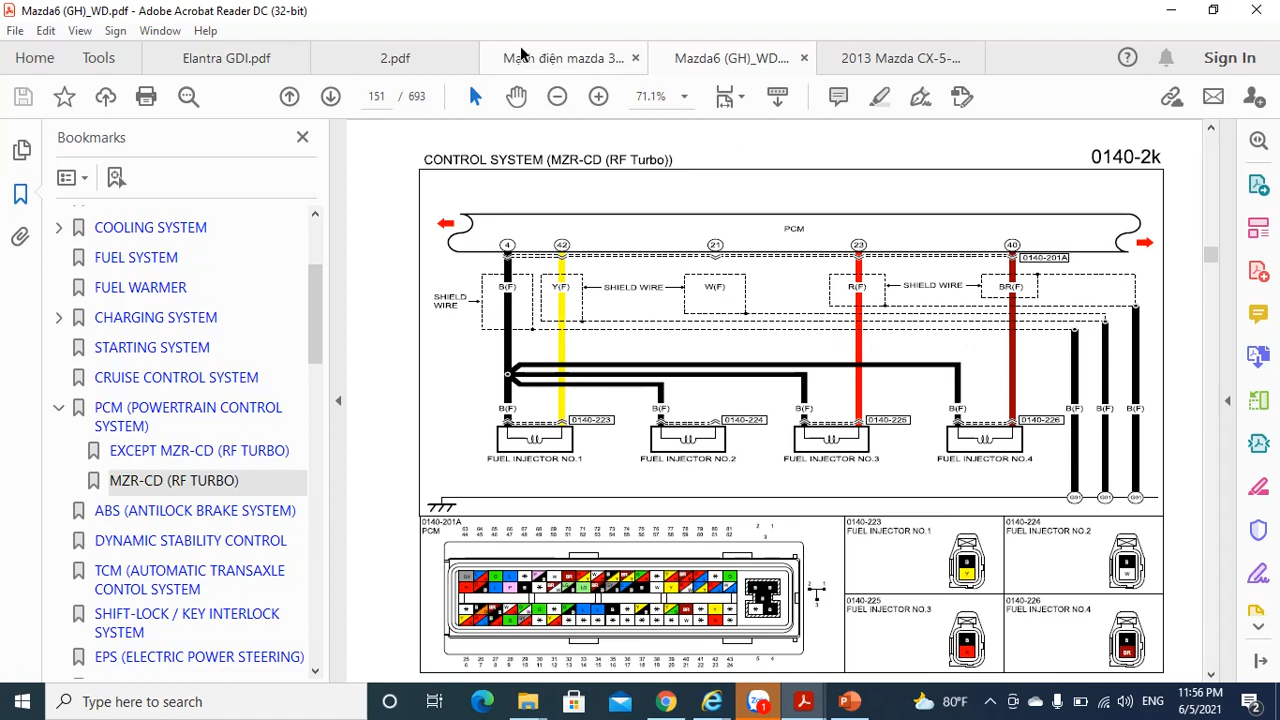 Mazda6 (GH)_WD.pdf - Adobe Acrobat Reader DC (32-bit)
File Edit View Sign Window Help
Home Tools Elantra GDI.pdf 2.pdf Mạch điện mazda 3... Mazda6 (GH)_WD.... 2013 Mazda CX-5-... Sign In
151 / 693 71.1%
Bookmarks
COOLING SYSTEM
FUEL SYSTEM
FUEL WARMER
CHARGING SYSTEM
STARTING SYSTEM
CRUISE CONTROL SYSTEM
PCM (POWERTRAIN CONTROL
SYSTEM)
EXCEPT MZR-CD (RF TURBO)
MZR-CD (RF TURBO)
ABS (ANTILOCK BRAKE SYSTEM)
DYNAMIC STABILITY CONTROL
TCM (AUTOMATIC TRANSAXLE
CONTOL SYSTEM
SHIFT-LOCK / KEY INTERLOCK
SYSTEM
EPS (ELECTRIC POWER STEERING)
CONTROL SYSTEM (MZR-CD (RF Turbo)) 0140-2k
PCM
4 42 21 23 40
0140-201A
SHIELD
WIRE
B(F) Y(F) SHIELD WIRE W(F) R(F) SHIELD WIRE BR(F)
B(F) B(F) B(F) B(F) B(F) B(F) B(F)
0140-223 0140-224 0140-225 0140-226
FUEL INJECTOR NO.1 FUEL INJECTOR NO.2 FUEL INJECTOR NO.3 FUEL INJECTOR NO.4
0140-201A
PCM
0140-223
FUEL INJECTOR NO.1
0140-224
FUEL INJECTOR NO.2
0140-225
FUEL INJECTOR NO.3
0140-226
FUEL INJECTOR NO.4
Type here to search
80°F ENG
11:56 PM
6/5/2021